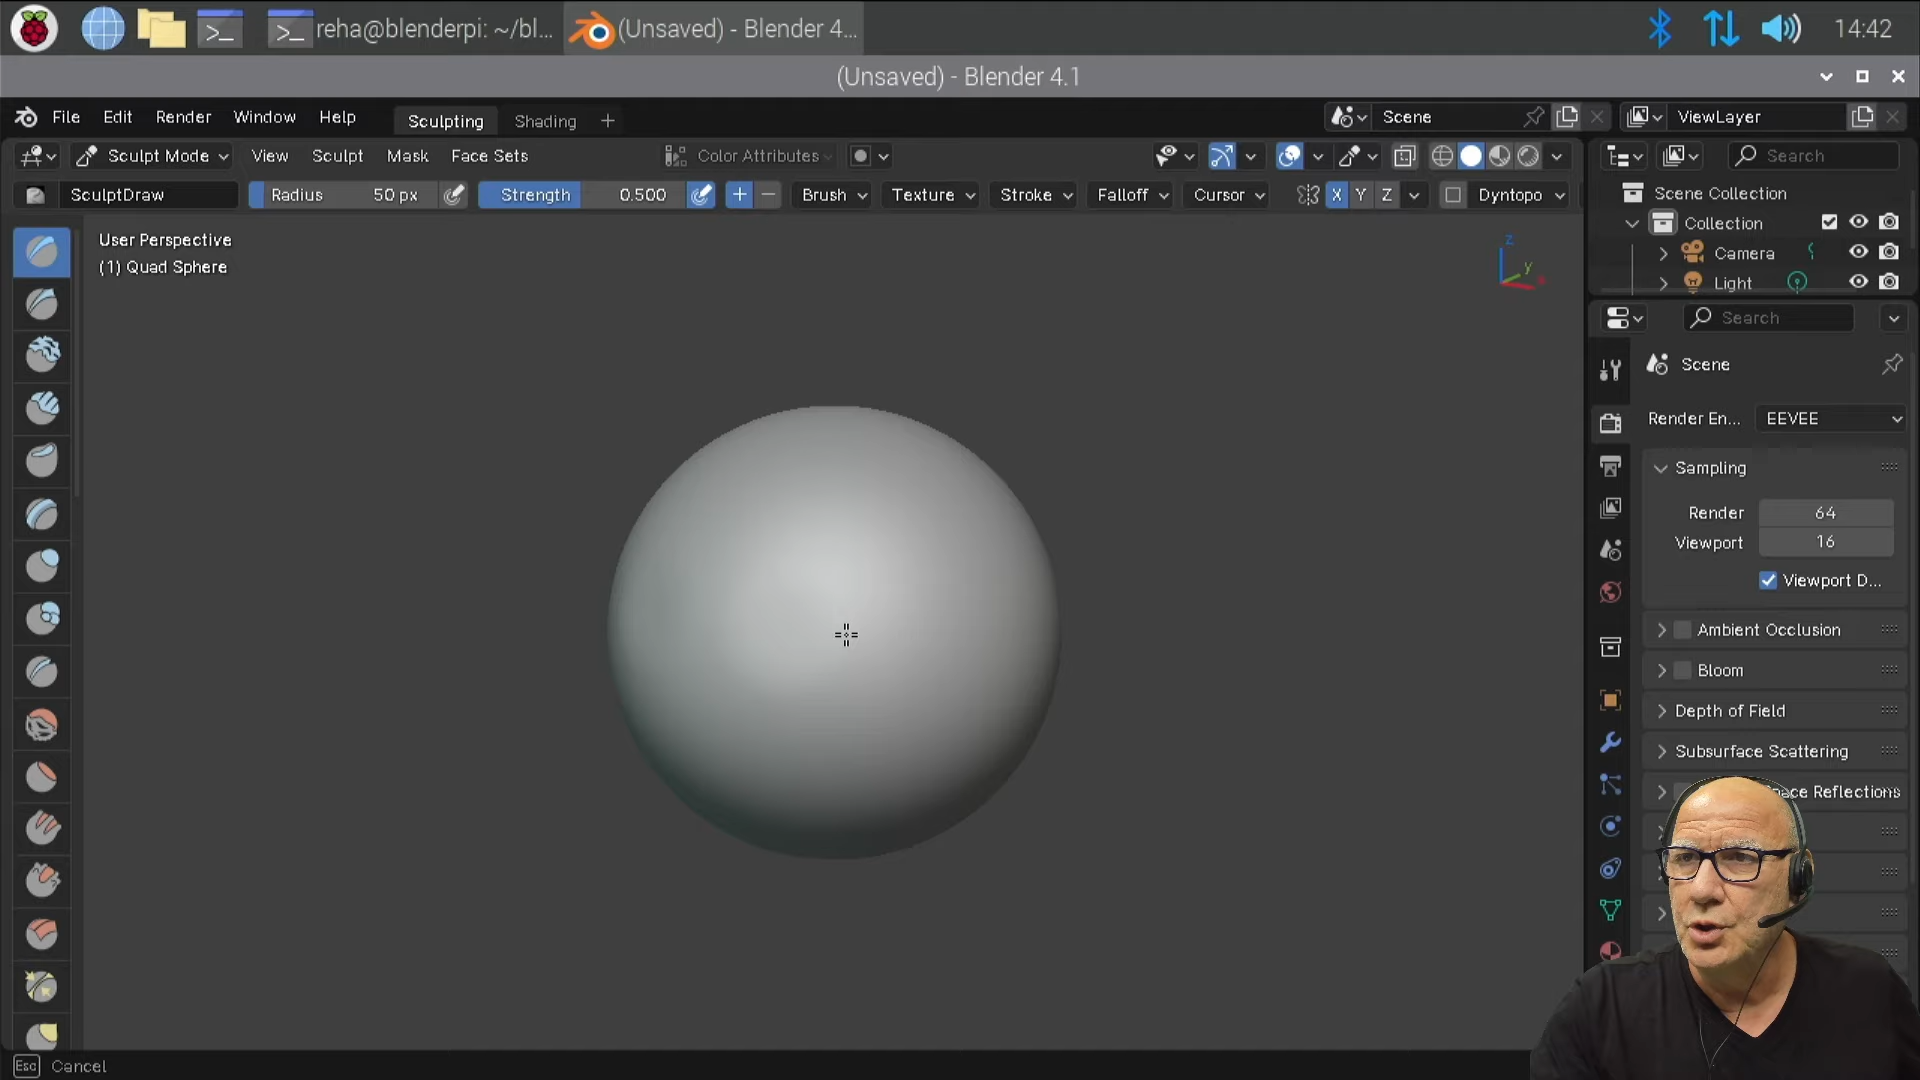 reha@blenderpi: ~/bl... (Unsaved) - Blender 4... 14:42
(Unsaved) - Blender 4.1
File Edit Render Window Help Sculpting Shading + Scene ViewLayer
Sculpt Mode View Sculpt Mask Face Sets Color Attributes Search
SculptDraw Radius 50 px Strength 0.500 + − Brush Texture Stroke Falloff Cursor X Y Z Dyntopo
Scene Collection
Collection
Camera
Light
User Perspective
(1) Quad Sphere
z
y
Search
Scene
Render En... EEVEE
Sampling
Render 64
Viewport 16
Viewport D...
Ambient Occlusion
Bloom
Depth of Field
Subsurface Scattering
Reflections
Esc Cancel